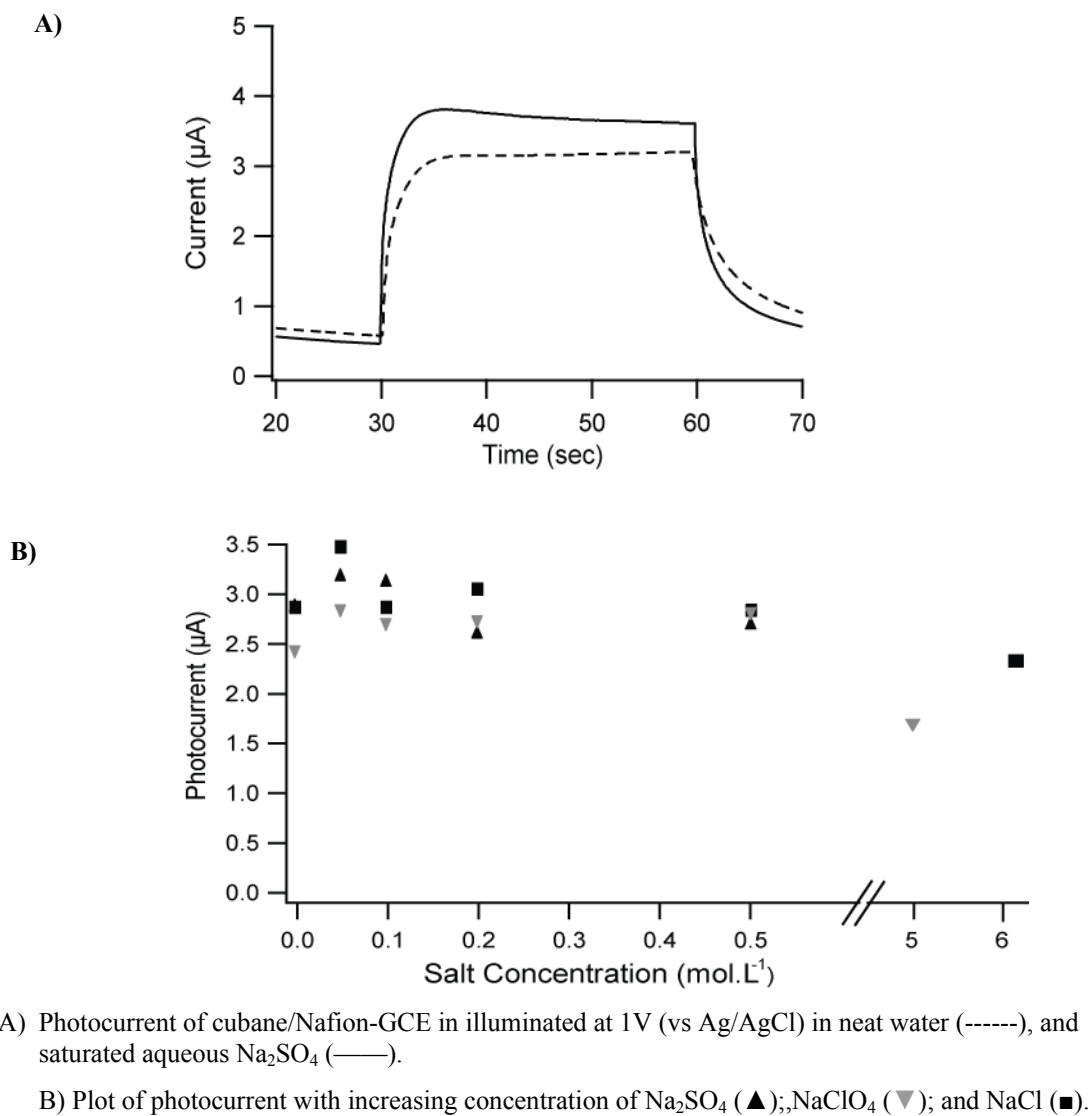 A)
5
4
3
2
1
0
Current (µA)
20 30 40 50 60 70
Time (sec)
B)
3.5
3.0
2.5
2.0
1.5
1.0
0.5
0.0
Photocurrent (µA)
0.0 0.1 0.2 0.3 0.4 0.5 5 6
Salt Concentration (mol.L⁻¹)
A) Photocurrent of cubane/Nafion-GCE in illuminated at 1V (vs Ag/AgCl) in neat water (------), and
saturated aqueous Na₂SO₄ (——).
B) Plot of photocurrent with increasing concentration of Na₂SO₄ (▲);,NaClO₄ (▼); and NaCl (■).